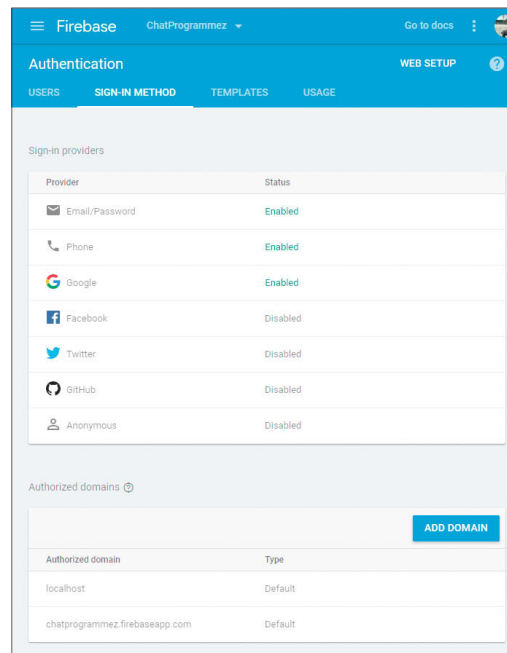 Firebase ChatProgrammez Go to docs
Authentication WEB SETUP
USERS SIGN-IN METHOD TEMPLATES USAGE
Sign-in providers
Provider Status
Email/Password Enabled
Phone Enabled
Google Enabled
Facebook Disabled
Twitter Disabled
GitHub Disabled
Anonymous Disabled
Authorized domains
ADD DOMAIN
Authorized domain Type
localhost Default
chatprogrammez.firebaseapp.com Default